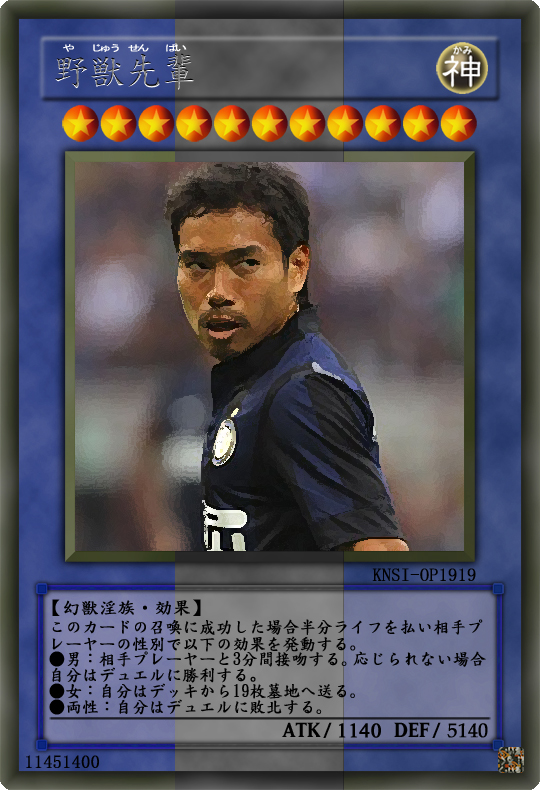 や じゅう せん ぱい
野獣先輩
かみ
神
KNSI-OP1919
【幻獣淫族・効果】
このカードの召喚に成功した場合半分ライフを払い相手プ
レーヤーの性別で以下の効果を発動する。
●男：相手プレーヤーと3分間接吻する。応じられない場合
自分はデュエルに勝利する。
●女：自分はデッキから19枚墓地へ送る。
●両性：自分はデュエルに敗北する。
ATK/ 1140 DEF/ 5140
11451400